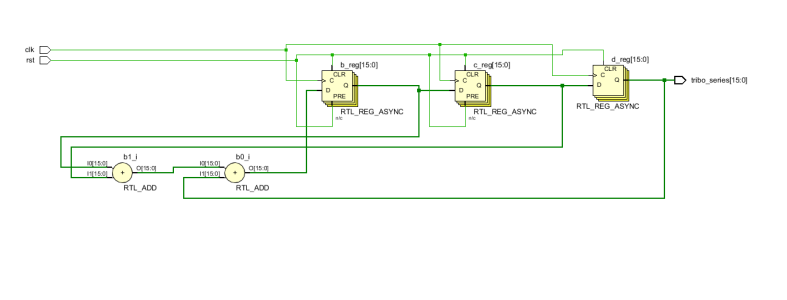 clk
rst
b_reg[15:0]
CLR
C
D
Q
PRE
RTL_REG_ASYNC
n/c
c_reg[15:0]
CLR
C
D
Q
PRE
RTL_REG_ASYNC
n/c
d_reg[15:0]
CLR
C
D
Q
RTL_REG_ASYNC
tribo_series[15:0]
b1_i
I0[15:0]
I1[15:0]
+
O[15:0]
RTL_ADD
b0_i
I0[15:0]
I1[15:0]
+
O[15:0]
RTL_ADD